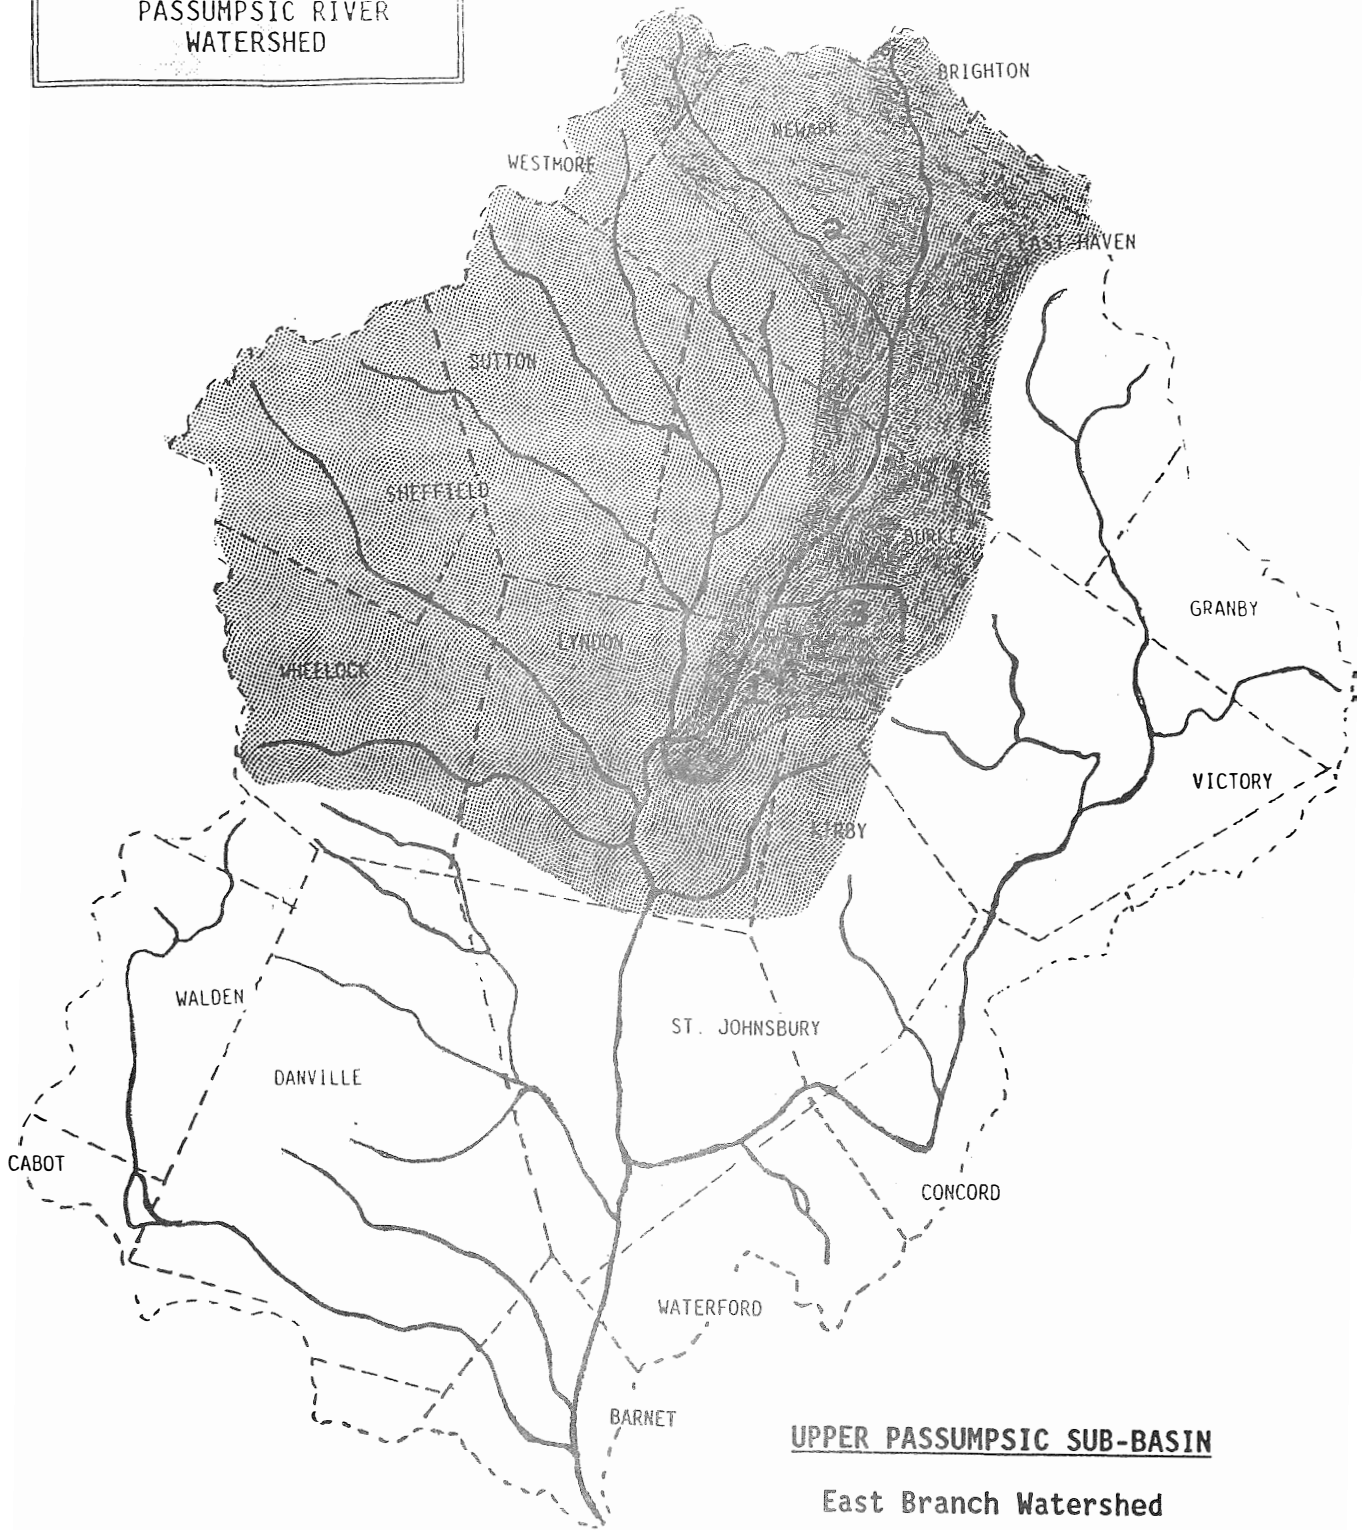 PASSUMPSIC RIVER
WATERSHED
BRIGHTON
NEWARK
WESTMORE
a
EAST HAVEN
SUTTON
SHEFFIELD
BURKE
GRANBY
a
LYNDON
WHEELOCK
VICTORY
KIRBY
WALDEN
ST. JOHNSBURY
DANVILLE
CABOT
CONCORD
WATERFORD
BARNET
UPPER PASSUMPSIC SUB-BASIN
East Branch Watershed